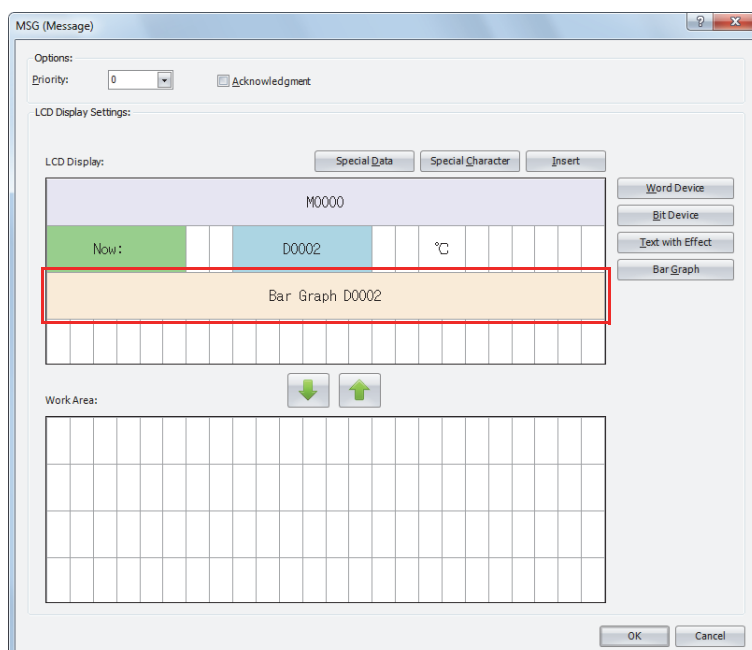 MSG (Message)
? x
Options:
Priority: 0 Acknowledgment
LCD Display Settings:
LCD Display: Special Data Special Character Insert
M0000 Word Device
Bit Device
Now: D0002 ℃ Text with Effect
Bar Graph D0002 Bar Graph
Work Area:
OK Cancel